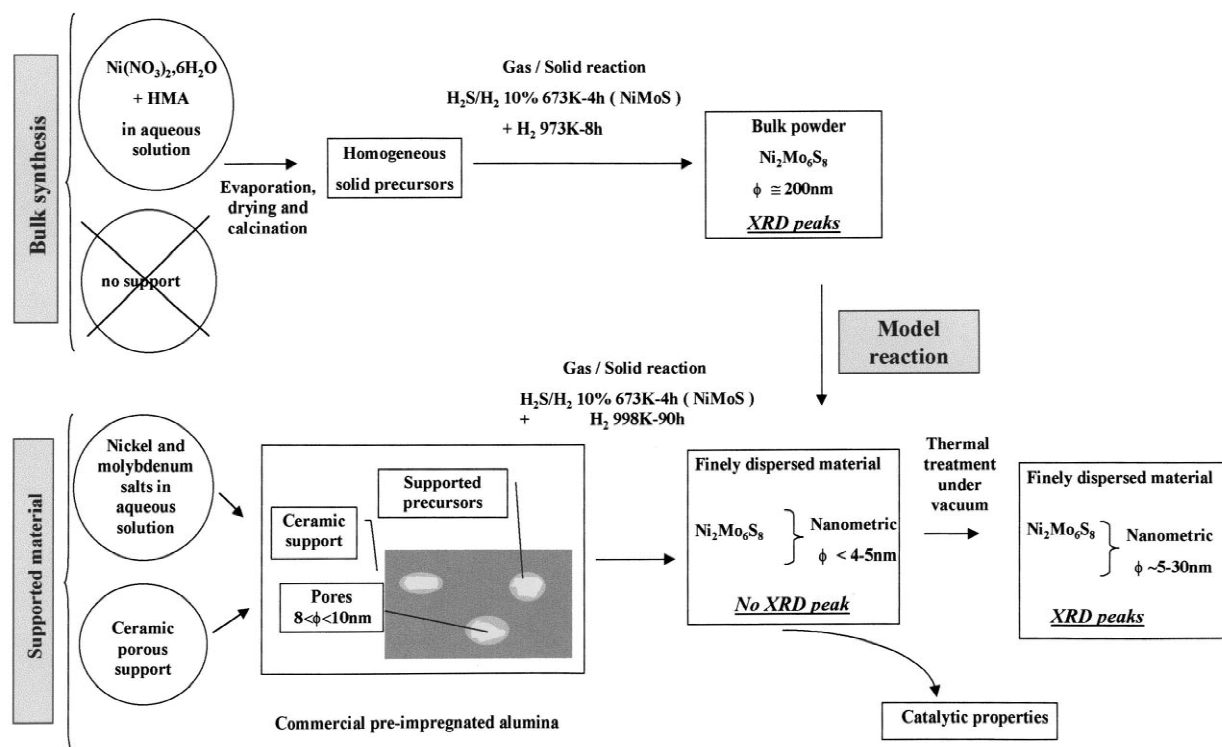 Bulk synthesis
Ni(NO₃)₂,6H₂O
+ HMA
in aqueous
solution
no support
Evaporation,
drying and
calcination
Homogeneous
solid precursors
Gas / Solid reaction
H₂S/H₂ 10% 673K-4h ( NiMoS )
+ H₂ 973K-8h
Bulk powder
Ni₂Mo₆S₈
ϕ ≅ 200nm
XRD peaks
Model
reaction
Supported material
Nickel and
molybdenum
salts in
aqueous
solution
Ceramic
porous
support
Gas / Solid reaction
H₂S/H₂ 10% 673K-4h ( NiMoS )
+ H₂ 998K-90h
Supported
precursors
Ceramic
support
Pores
8<ϕ<10nm
Commercial pre-impregnated alumina
Finely dispersed material
Ni₂Mo₆S₈
Nanometric
ϕ < 4-5nm
No XRD peak
Thermal
treatment
under
vacuum
Finely dispersed material
Ni₂Mo₆S₈
Nanometric
ϕ ~5-30nm
XRD peaks
Catalytic properties